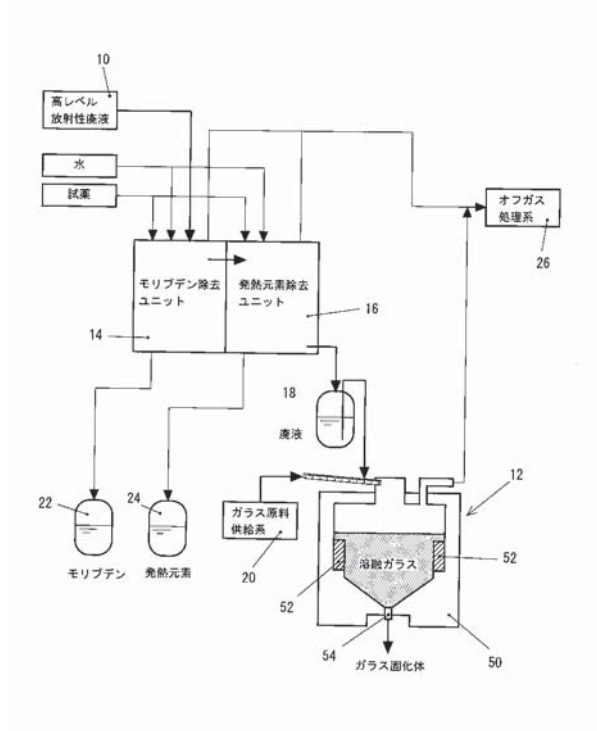 10
高レベル
放射性廃液
水
試薬
オフガス
処理系
26
モリブデン除去
ユニット
発熱元素除去
ユニット
14
16
18
廃液
22
24
モリブデン
発熱元素
ガラス原料
供給系
20
12
52
溶融ガラス
52
54
50
ガラス固化体